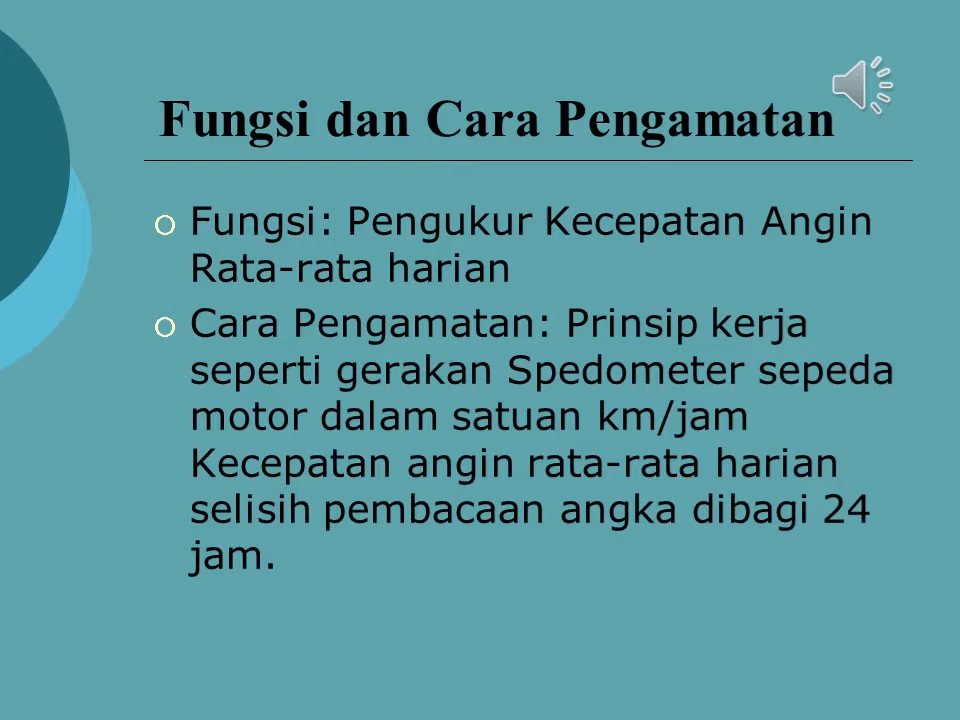 Fungsi dan Cara Pengamatan
Fungsi: Pengukur Kecepatan Angin
Rata-rata harian
Cara Pengamatan: Prinsip kerja
seperti gerakan Spedometer sepeda
motor dalam satuan km/jam
Kecepatan angin rata-rata harian
selisih pembacaan angka dibagi 24
jam.